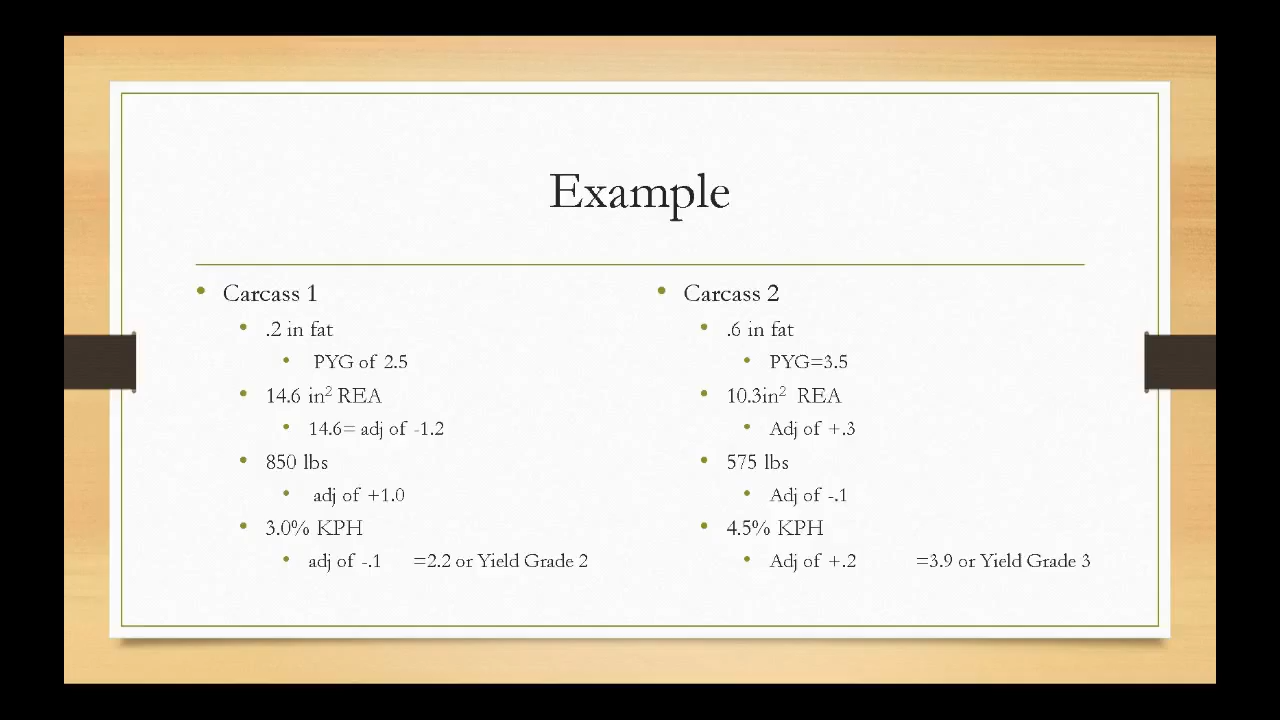 Example
• Carcass 1
• .2 in fat
• PYG of 2.5
• 14.6 in² REA
• 14.6= adj of -1.2
• 850 lbs
• adj of +1.0
• 3.0% KPH
• adj of -.1 =2.2 or Yield Grade 2
• Carcass 2
• .6 in fat
• PYG=3.5
• 10.3in² REA
• Adj of +.3
• 575 lbs
• Adj of -.1
• 4.5% KPH
• Adj of +.2 =3.9 or Yield Grade 3